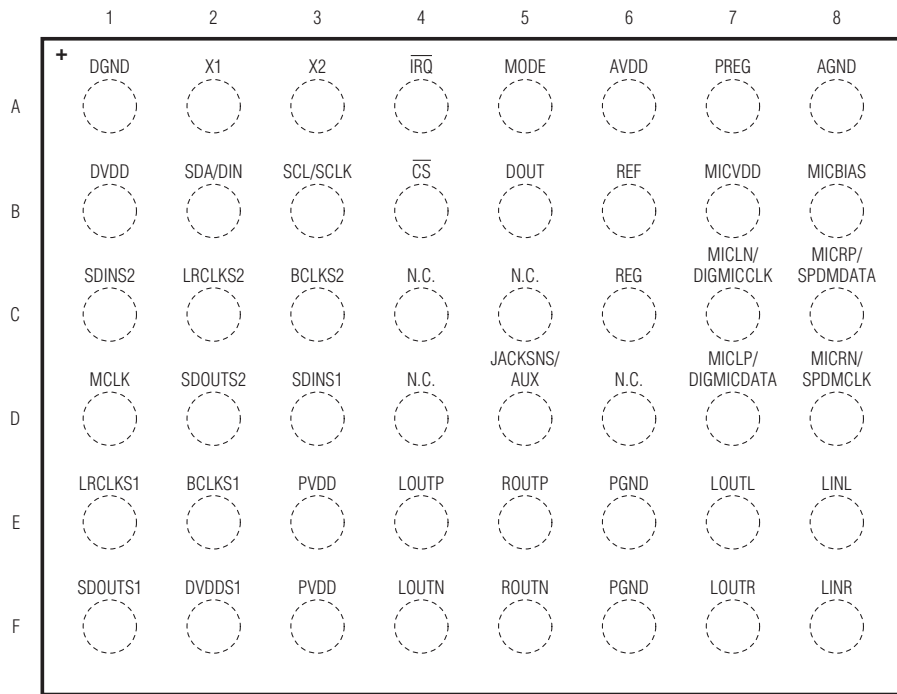 1 2 3 4 5 6 7 8
+
DGND X1 X2 IRQ MODE AVDD PREG AGND
A
DVDD SDA/DIN SCL/SCLK CS DOUT REF MICVDD MICBIAS
B
MICLN/ MICRP/
SDINS2 LRCLKS2 BCLKS2 N.C. N.C. REG DIGMICCLK SPDMDATA
C
JACKSNS/ MICLP/ MICRN/
MCLK SDOUTS2 SDINS1 N.C. AUX N.C. DIGMICDATA SPDMCLK
D
LRCLKS1 BCLKS1 PVDD LOUTP ROUTP PGND LOUTL LINL
E
SDOUTS1 DVDDS1 PVDD LOUTN ROUTN PGND LOUTR LINR
F